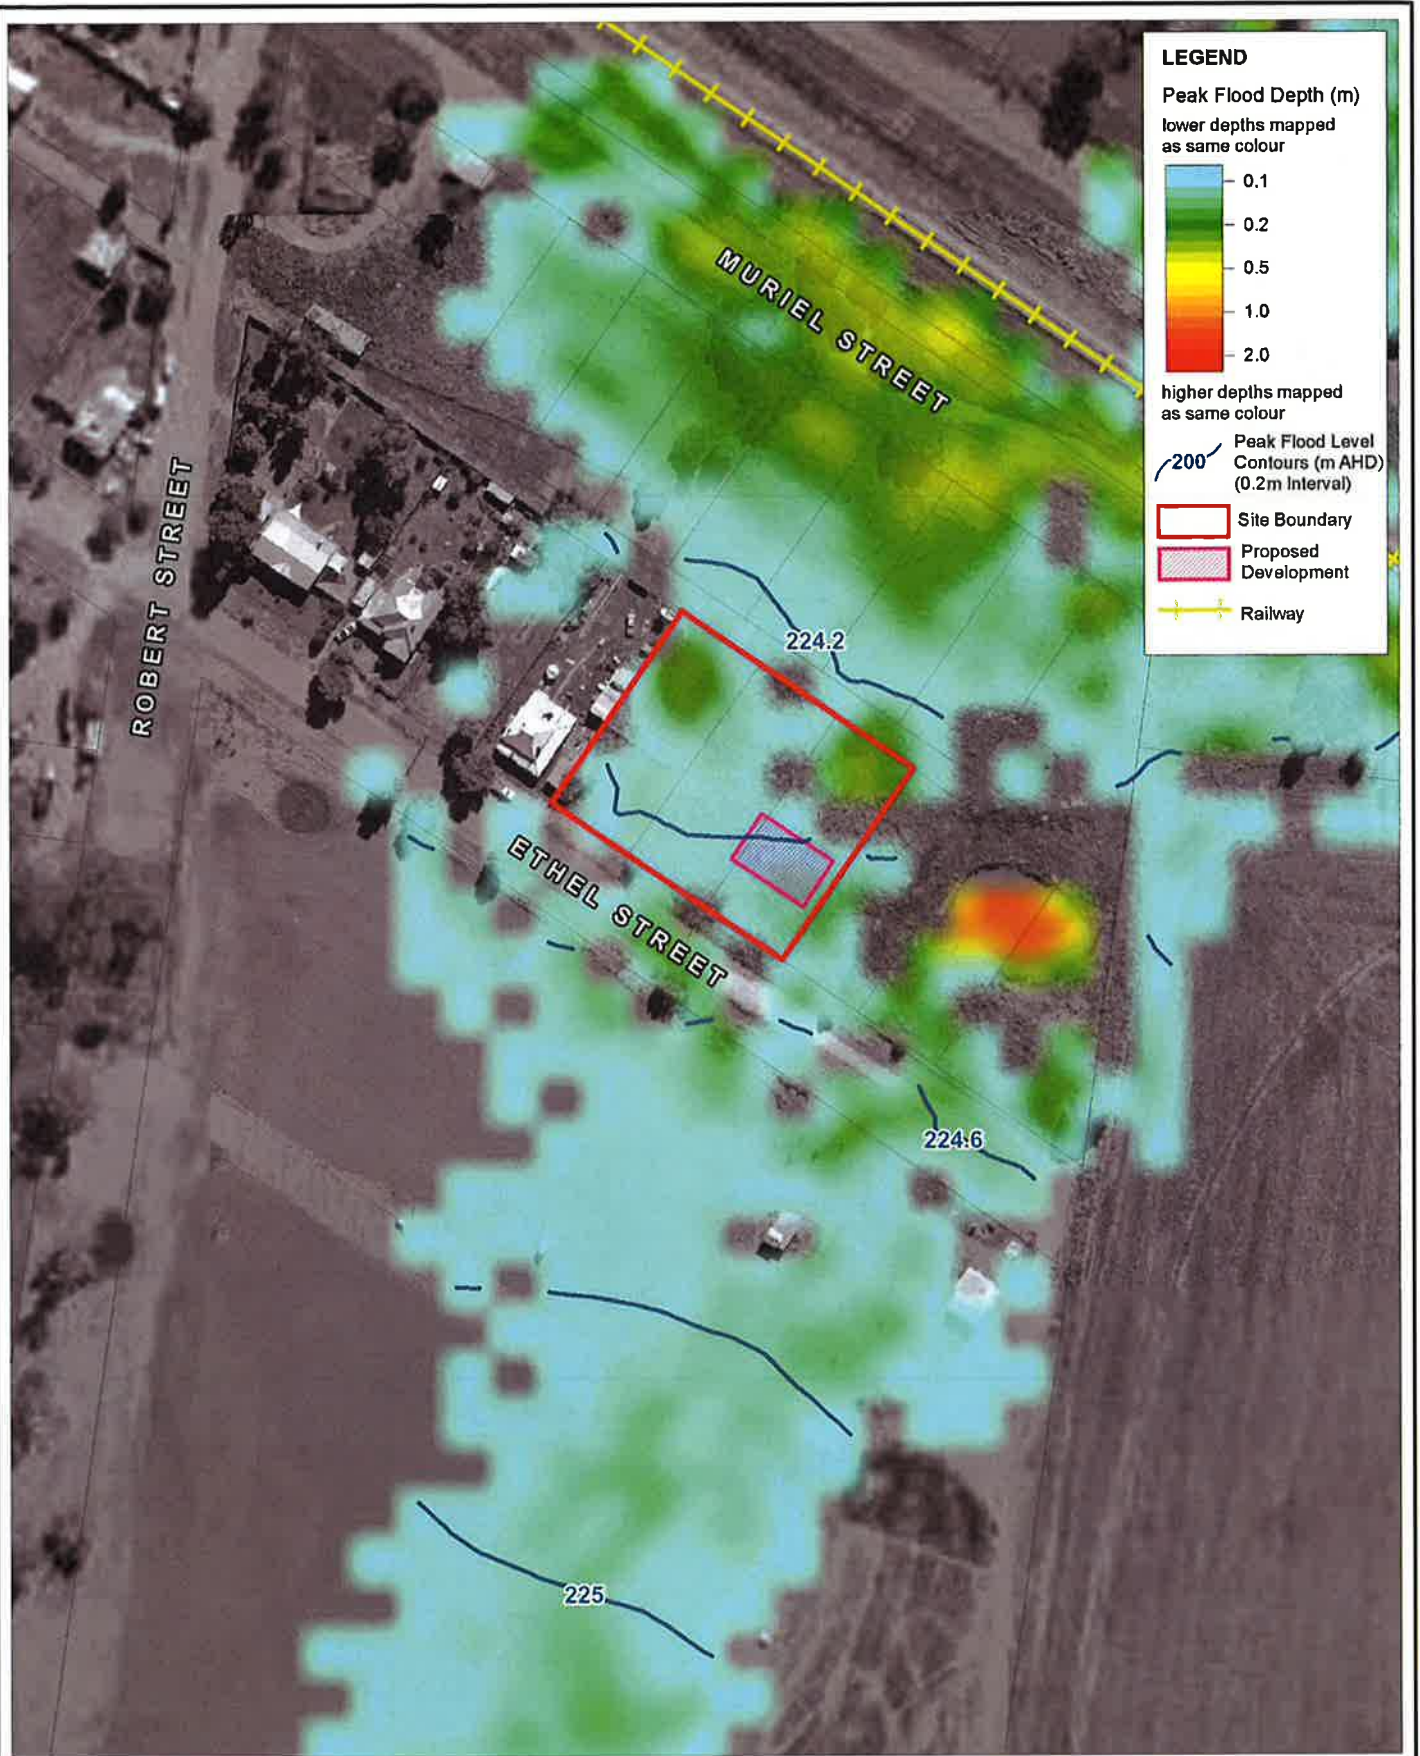 LEGEND
Peak Flood Depth (m)
lower depths mapped
as same colour
0.1
0.2
0.5
1.0
2.0
higher depths mapped
as same colour
200
Peak Flood Level
Contours (m AHD)
(0.2m Interval)
Site Boundary
Proposed
Development
Railway
MURIEL STREET
ROBERT STREET
224.2
ETHEL STREET
224.6
225